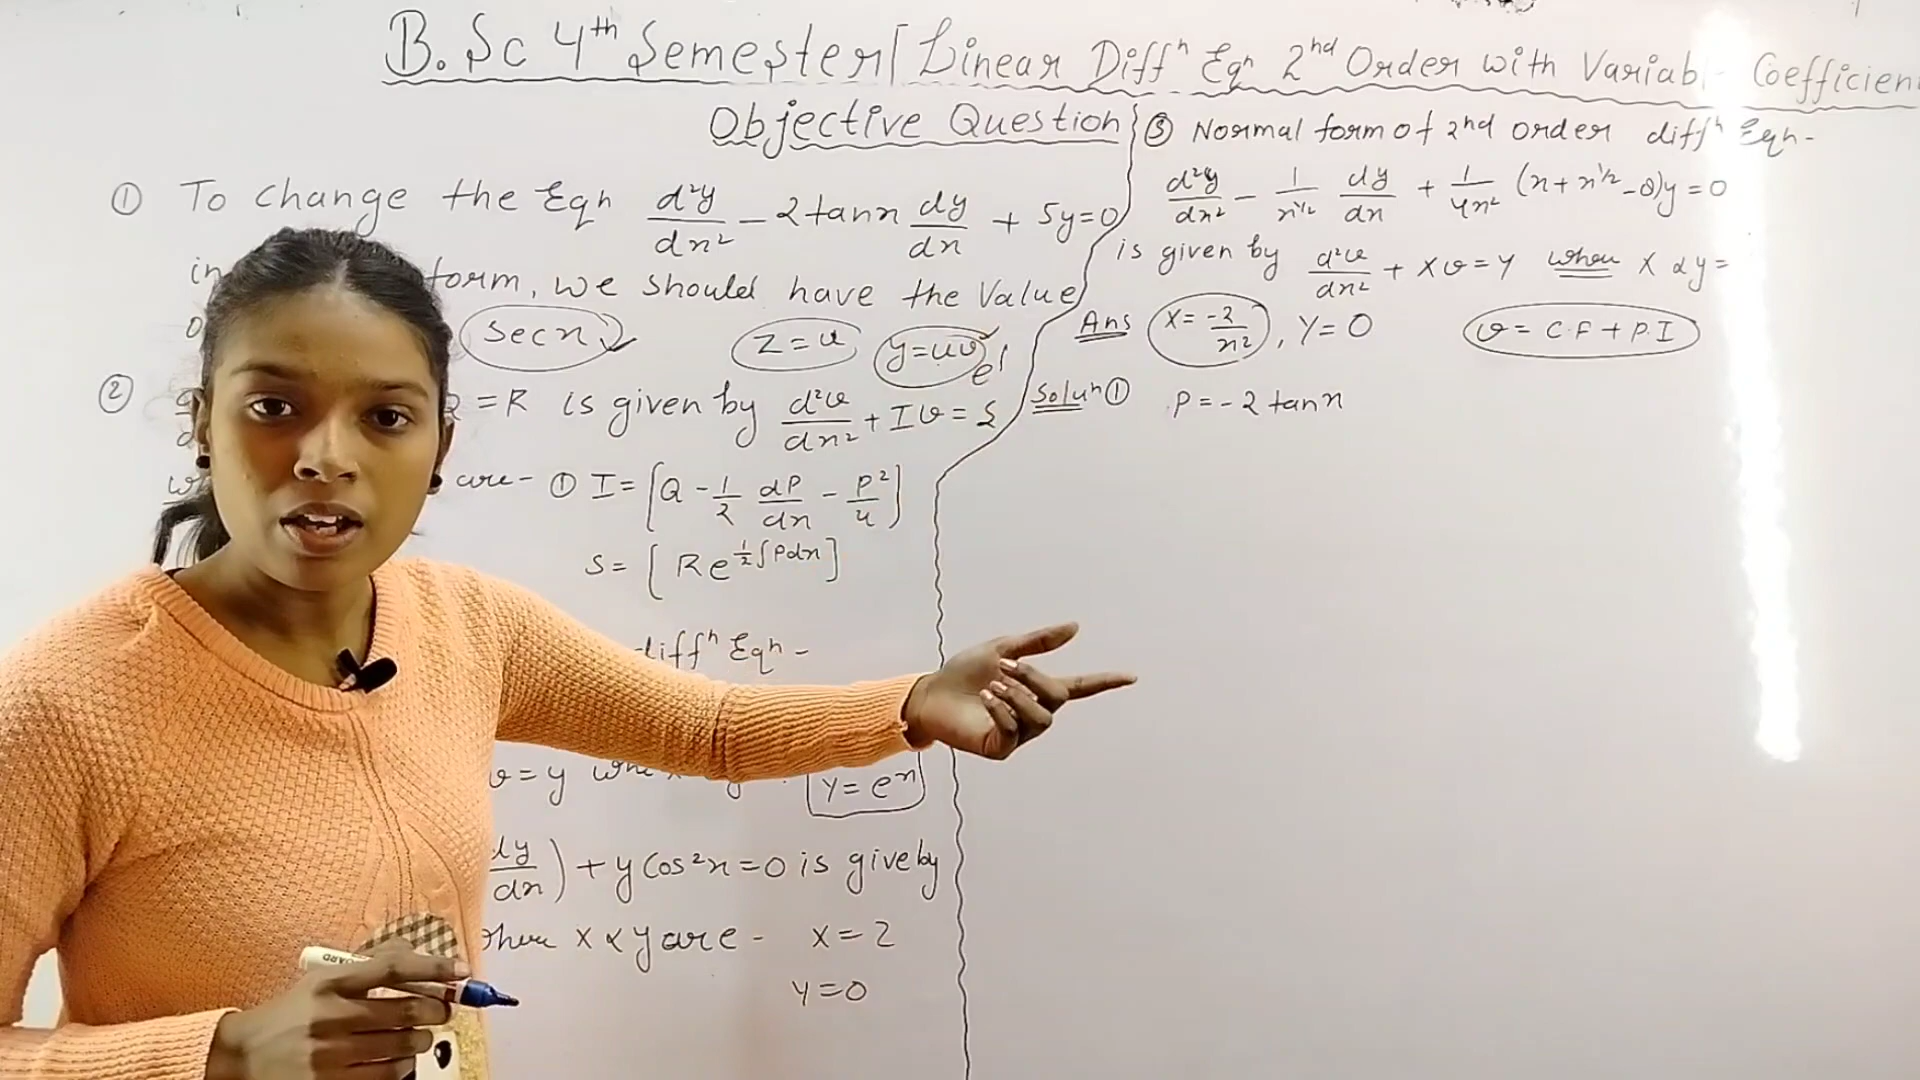 B.Sc 4th Semester | Linear Diffn Eqn 2nd Order with Variabl Coefficien
Objective Question
① To change the Eqn d²y/dx² - 2tanx dy/dx + 5y=0
in form, we should have the Value
secx z=u y=uv
② =R is given by d²v/dx² + Iv = S
are- ① I= [Q - 1/2 dP/dx - P²/4]
S= [Re^{1/2∫Pdx}]
diffn Eqn -
v=y y=e^x
dy/dx) + y Cos²x=0 is giveby
where x & y are - x=2
y=0
⑤ Normal form of 2nd order diffn Eqn-
d²y/dx² - 1/x^{1/2} dy/dx + 1/4x² (x+x^{1/2}-8)y=0
is given by d²v/dx² + Xv=y when X & y=
Ans X=-2/x², Y=0 v = C.F + P.I
Solun ① P=-2 tanx